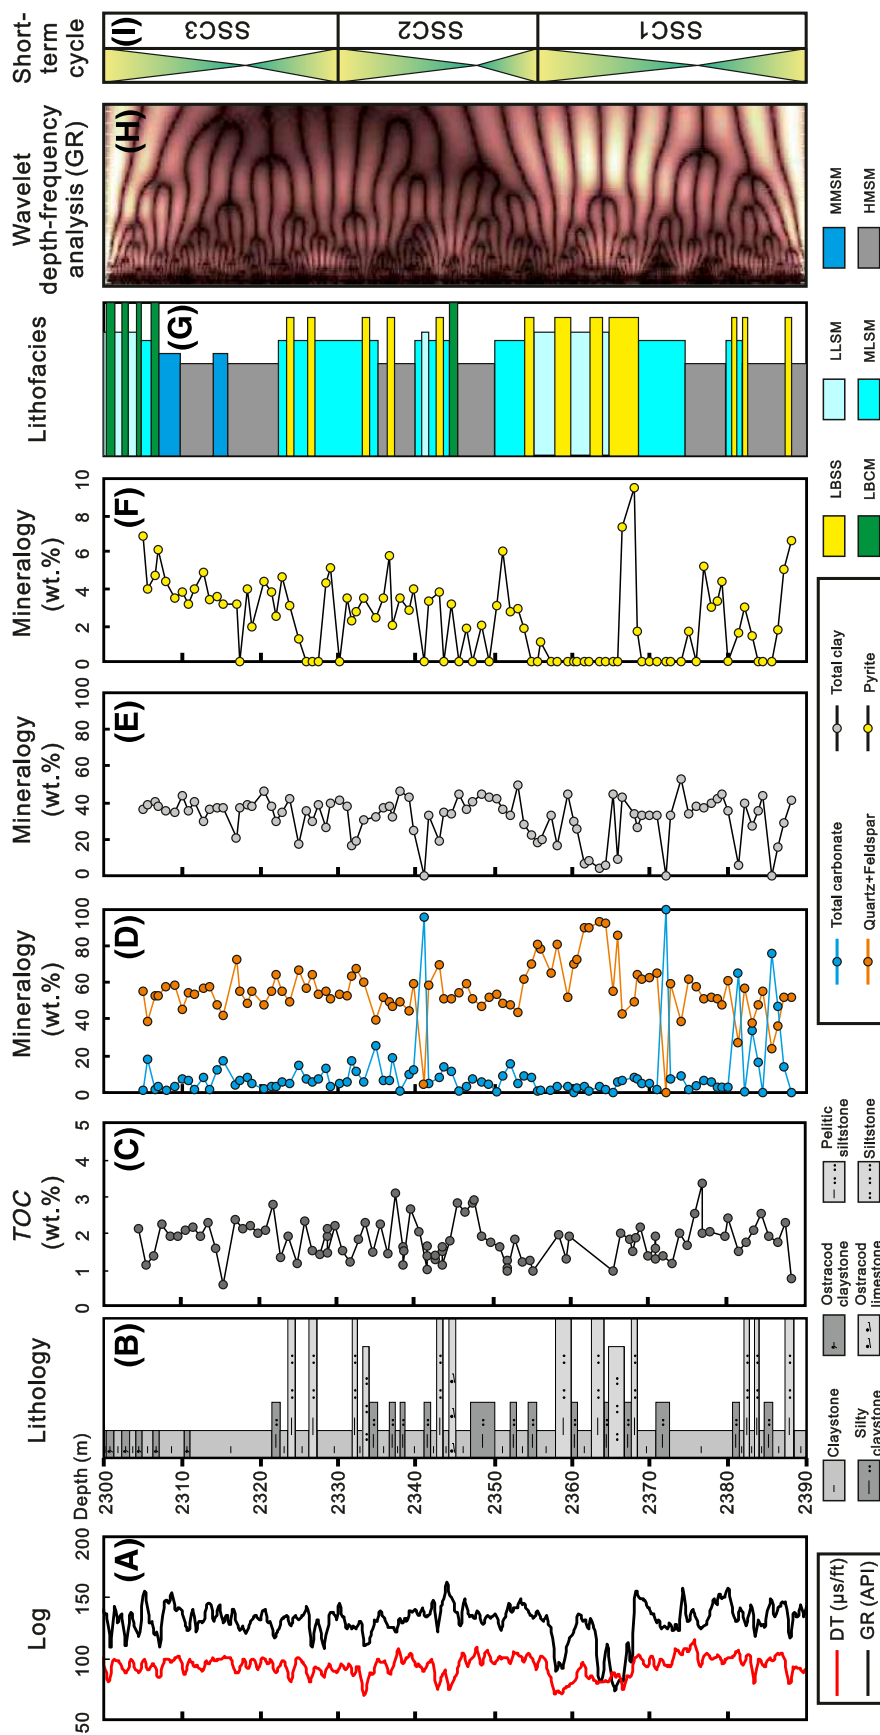 Log
(A)
50
100
150
200
DT (µs/ft)
GR (API)
Depth (m)
2300
2310
2320
2330
2340
2350
2360
2370
2380
2390
Lithology
(B)
Claystone
Silty
claystone
Ostracod
claystone
Ostracod
limestone
Pelitic
siltstone
Siltstone
TOC
(wt.%)
(C)
0
1
2
3
4
5
Mineralogy
(wt.%)
(D)
0
20
40
60
80
100
Mineralogy
(wt.%)
(E)
0
20
40
60
80
100
Mineralogy
(wt.%)
(F)
0
2
4
6
8
10
Total carbonate
Quartz+Feldspar
Total clay
Pyrite
Lithofacies
(G)
LBSS
LBCM
LLSM
MLSM
MMSM
HMSM
Wavelet
depth-frequency
analysis (GR)
(H)
Short-
term
cycle
(I)
SSC3
SSC2
SSC1